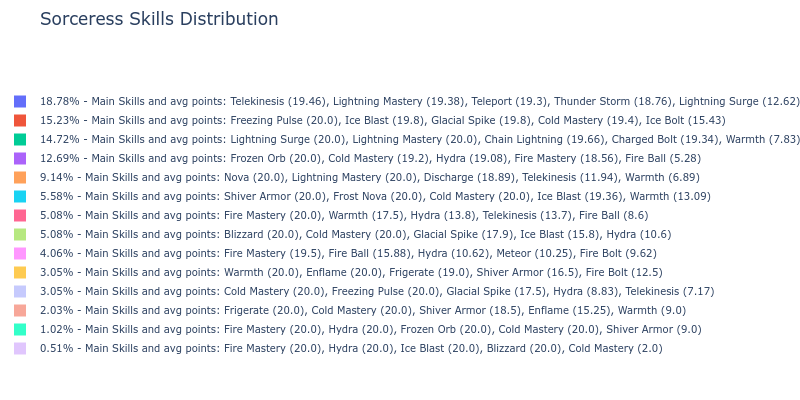 Sorceress Skills Distribution
18.78% - Main Skills and avg points: Telekinesis (19.46), Lightning Mastery (19.38), Teleport (19.3), Thunder Storm (18.76), Lightning Surge (12.62)
15.23% - Main Skills and avg points: Freezing Pulse (20.0), Ice Blast (19.8), Glacial Spike (19.8), Cold Mastery (19.4), Ice Bolt (15.43)
14.72% - Main Skills and avg points: Lightning Surge (20.0), Lightning Mastery (20.0), Chain Lightning (19.66), Charged Bolt (19.34), Warmth (7.83)
12.69% - Main Skills and avg points: Frozen Orb (20.0), Cold Mastery (19.2), Hydra (19.08), Fire Mastery (18.56), Fire Ball (5.28)
9.14% - Main Skills and avg points: Nova (20.0), Lightning Mastery (20.0), Discharge (18.89), Telekinesis (11.94), Warmth (6.89)
5.58% - Main Skills and avg points: Shiver Armor (20.0), Frost Nova (20.0), Cold Mastery (20.0), Ice Blast (19.36), Warmth (13.09)
5.08% - Main Skills and avg points: Fire Mastery (20.0), Warmth (17.5), Hydra (13.8), Telekinesis (13.7), Fire Ball (8.6)
5.08% - Main Skills and avg points: Blizzard (20.0), Cold Mastery (20.0), Glacial Spike (17.9), Ice Blast (15.8), Hydra (10.6)
4.06% - Main Skills and avg points: Fire Mastery (19.5), Fire Ball (15.88), Hydra (10.62), Meteor (10.25), Fire Bolt (9.62)
3.05% - Main Skills and avg points: Warmth (20.0), Enflame (20.0), Frigerate (19.0), Shiver Armor (16.5), Fire Bolt (12.5)
3.05% - Main Skills and avg points: Cold Mastery (20.0), Freezing Pulse (20.0), Glacial Spike (17.5), Hydra (8.83), Telekinesis (7.17)
2.03% - Main Skills and avg points: Frigerate (20.0), Cold Mastery (20.0), Shiver Armor (18.5), Enflame (15.25), Warmth (9.0)
1.02% - Main Skills and avg points: Fire Mastery (20.0), Hydra (20.0), Frozen Orb (20.0), Cold Mastery (20.0), Shiver Armor (9.0)
0.51% - Main Skills and avg points: Fire Mastery (20.0), Hydra (20.0), Ice Blast (20.0), Blizzard (20.0), Cold Mastery (2.0)